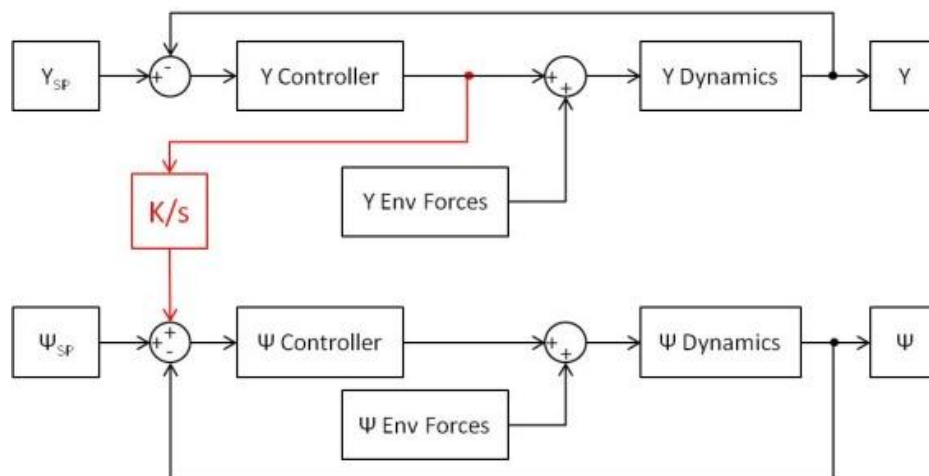 Y_SP
+
-
Y Controller
+
+
Y Dynamics
Y
Y Env Forces
K/s
Ψ_SP
+
+
-
Ψ Controller
+
+
Ψ Dynamics
Ψ
Ψ Env Forces